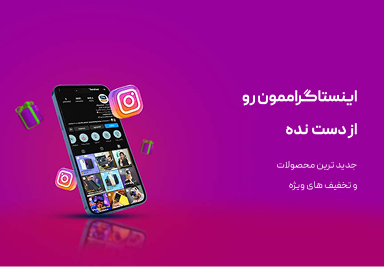 اینستاگراممون رو
از دست نده
جدید ترین محصولات
و تخفیف های ویژه